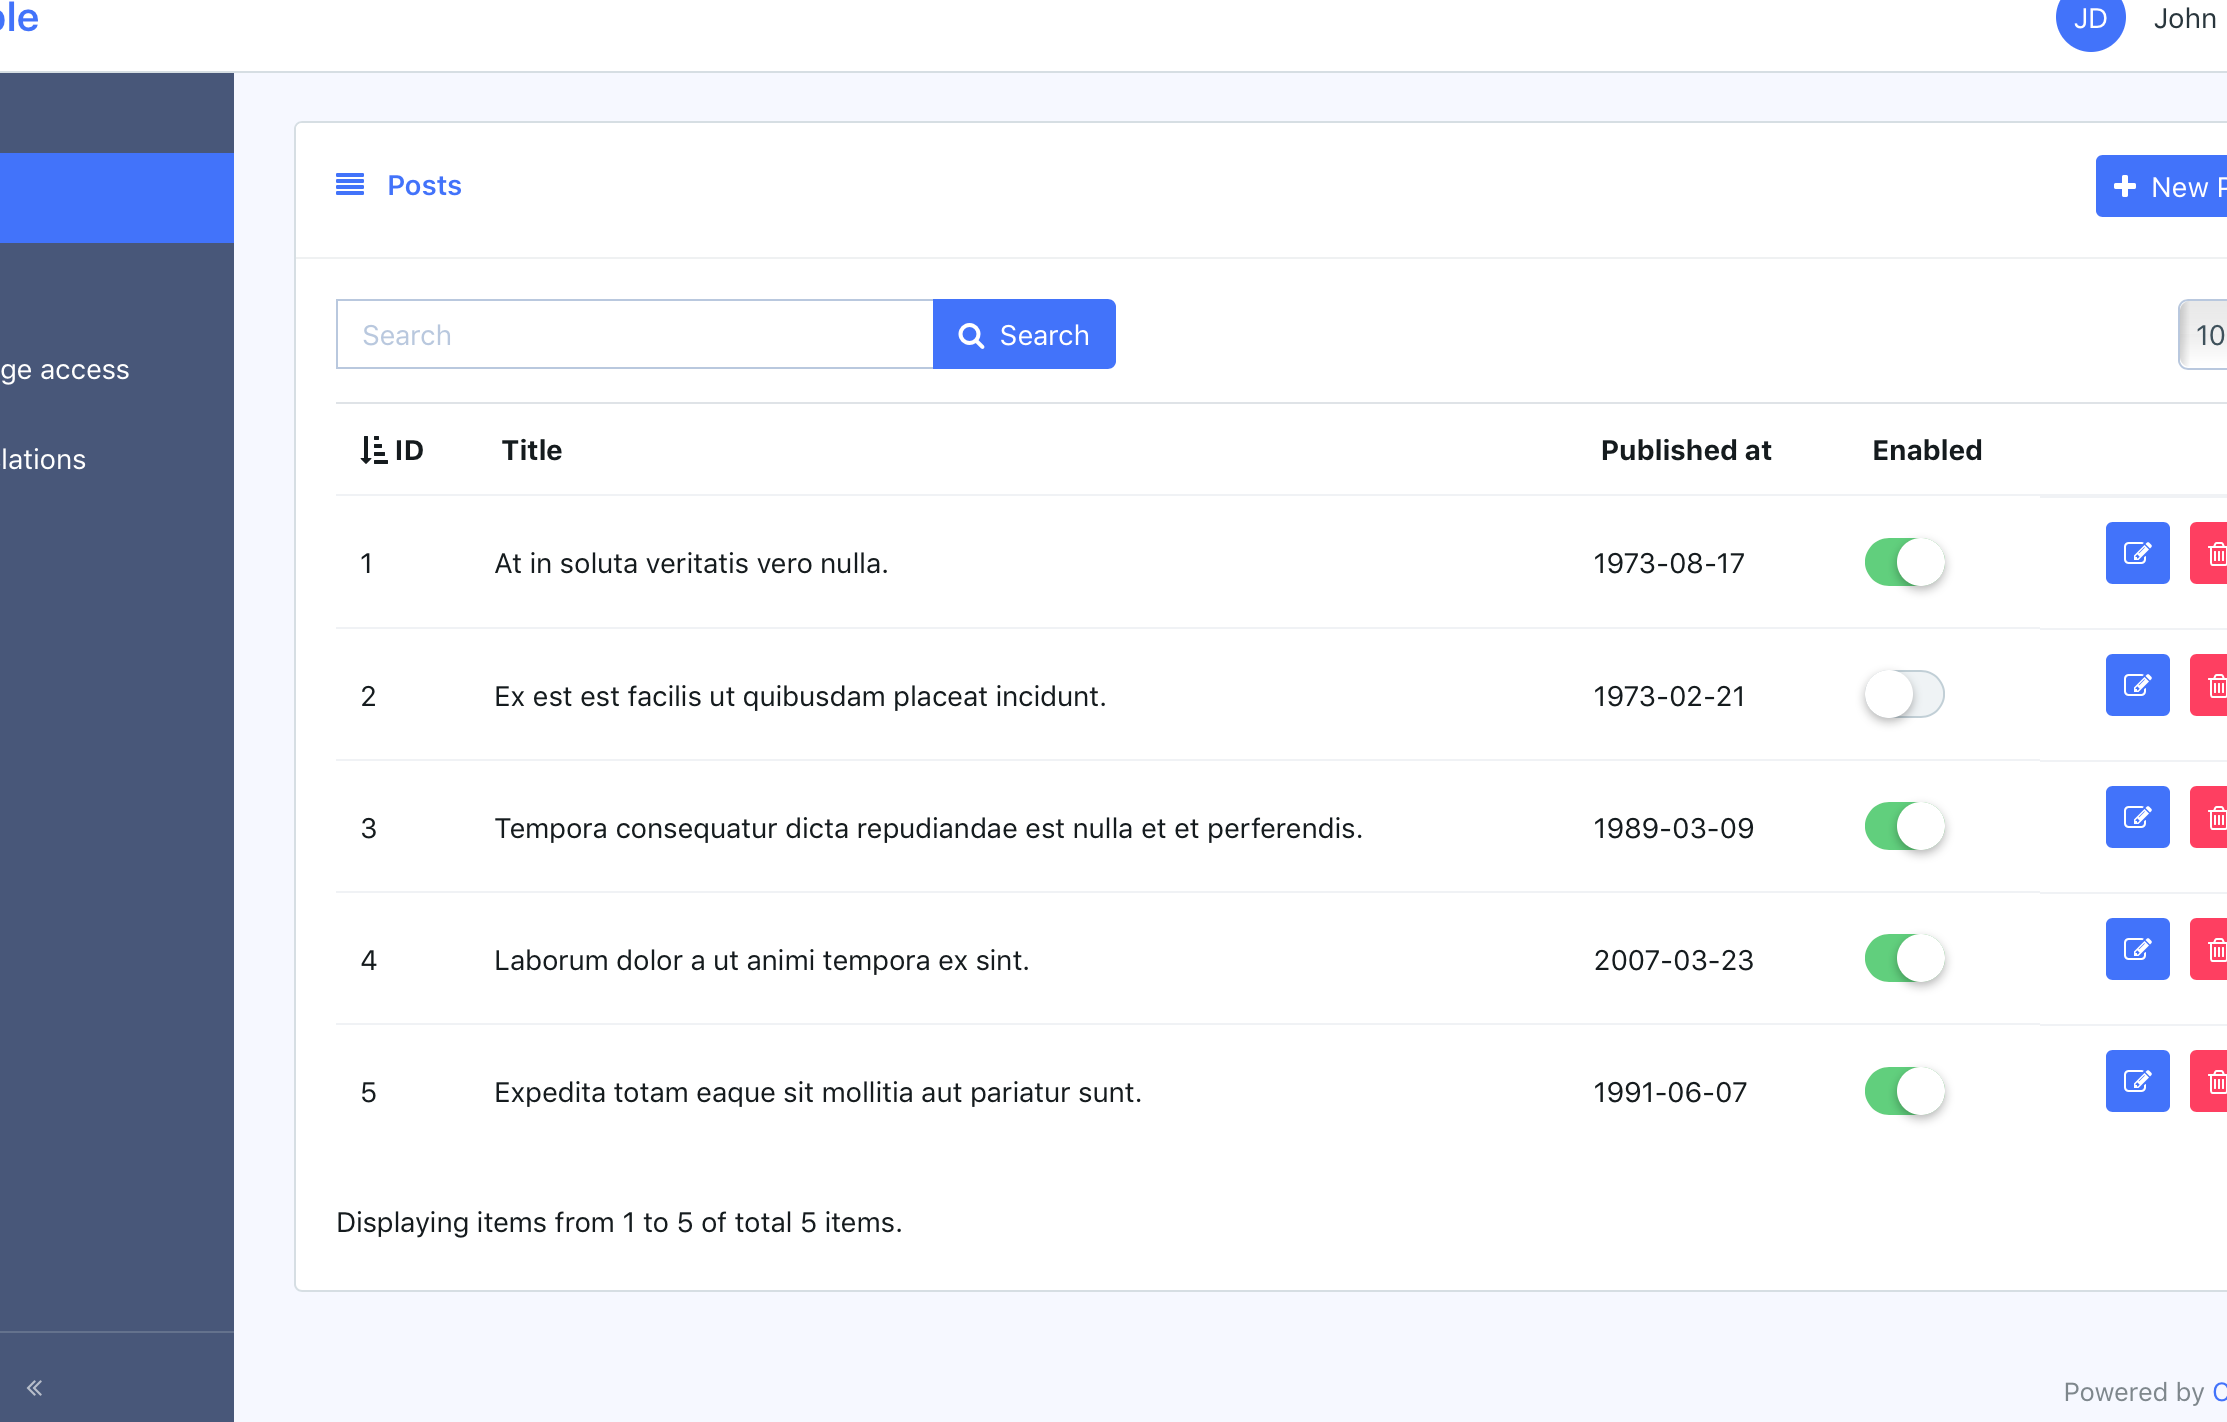 ble
JD John
Posts
New P
ge access
lations
Search
Search
10
ID Title Published at Enabled
1 At in soluta veritatis vero nulla. 1973-08-17
2 Ex est est facilis ut quibusdam placeat incidunt. 1973-02-21
3 Tempora consequatur dicta repudiandae est nulla et et perferendis. 1989-03-09
4 Laborum dolor a ut animi tempora ex sint. 2007-03-23
5 Expedita totam eaque sit mollitia aut pariatur sunt. 1991-06-07
Displaying items from 1 to 5 of total 5 items.
Powered by